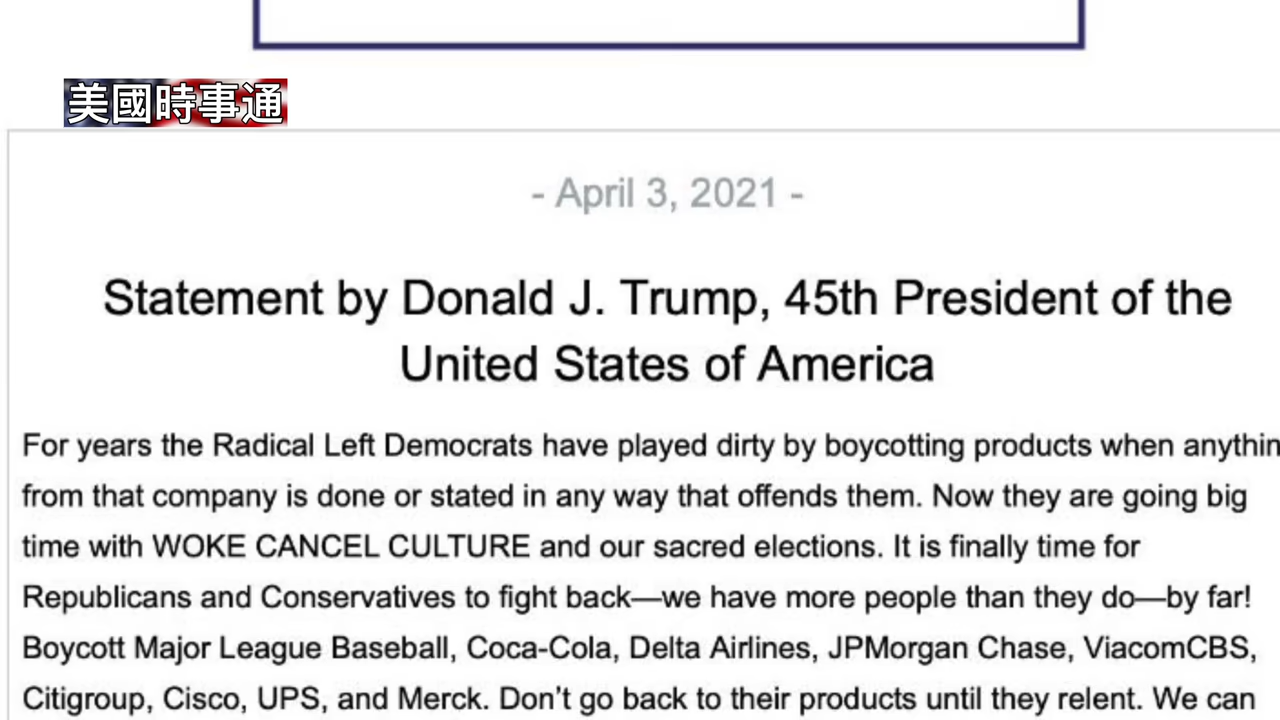 美國時事通
- April 3, 2021 -
Statement by Donald J. Trump, 45th President of the
United States of America
For years the Radical Left Democrats have played dirty by boycotting products when anythin
from that company is done or stated in any way that offends them. Now they are going big
time with WOKE CANCEL CULTURE and our sacred elections. It is finally time for
Republicans and Conservatives to fight back—we have more people than they do—by far!
Boycott Major League Baseball, Coca-Cola, Delta Airlines, JPMorgan Chase, ViacomCBS,
Citigroup, Cisco, UPS, and Merck. Don’t go back to their products until they relent. We can